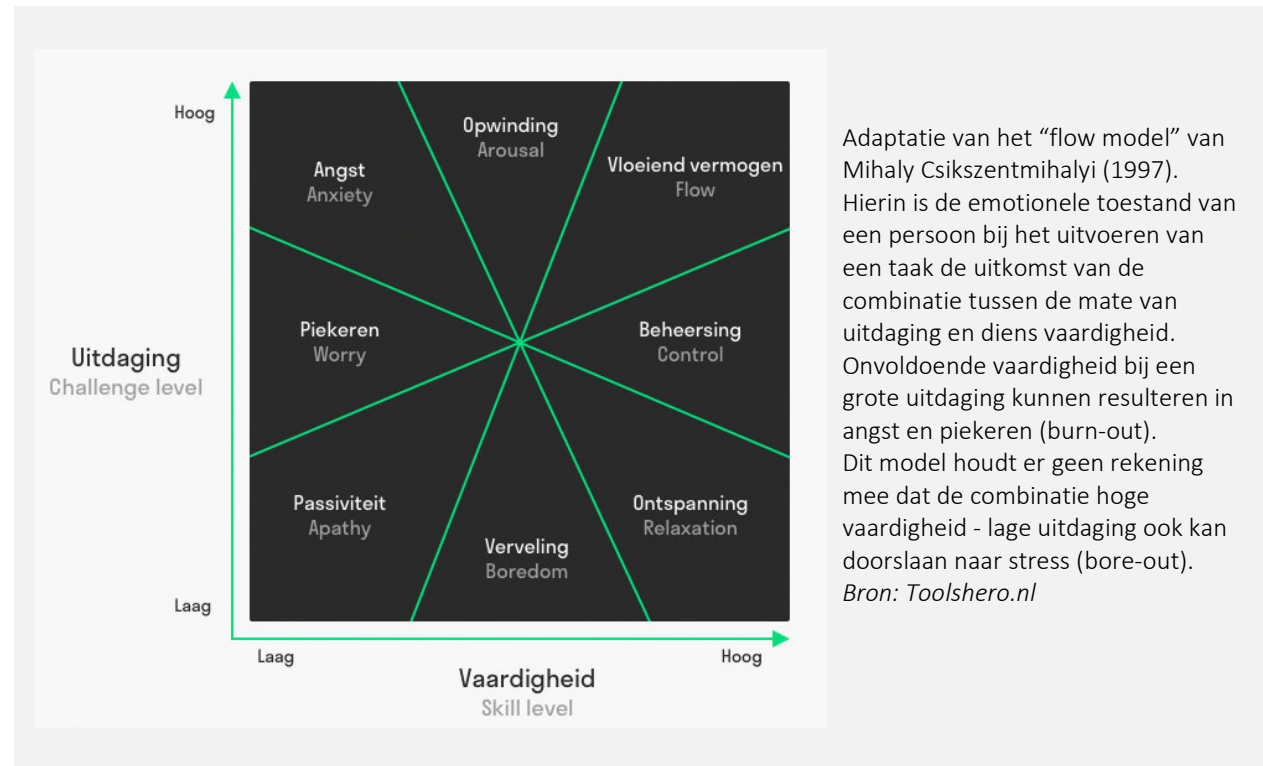 Hoog
Opwinding
Arousal
Angst
Anxiety
Vloeiend vermogen
Flow
Piekeren
Worry
Beheersing
Control
Uitdaging
Challenge level
Passiviteit
Apathy
Ontspanning
Relaxation
Verveling
Boredom
Laag
Laag
Hoog
Vaardigheid
Skill level
Adaptatie van het “flow model” van
Mihaly Csikszentmihalyi (1997).
Hierin is de emotionele toestand van
een persoon bij het uitvoeren van
een taak de uitkomst van de
combinatie tussen de mate van
uitdaging en diens vaardigheid.
Onvoldoende vaardigheid bij een
grote uitdaging kunnen resulteren in
angst en piekeren (burn-out).
Dit model houdt er geen rekening
mee dat de combinatie hoge
vaardigheid - lage uitdaging ook kan
doorslaan naar stress (bore-out).
Bron: Toolshero.nl